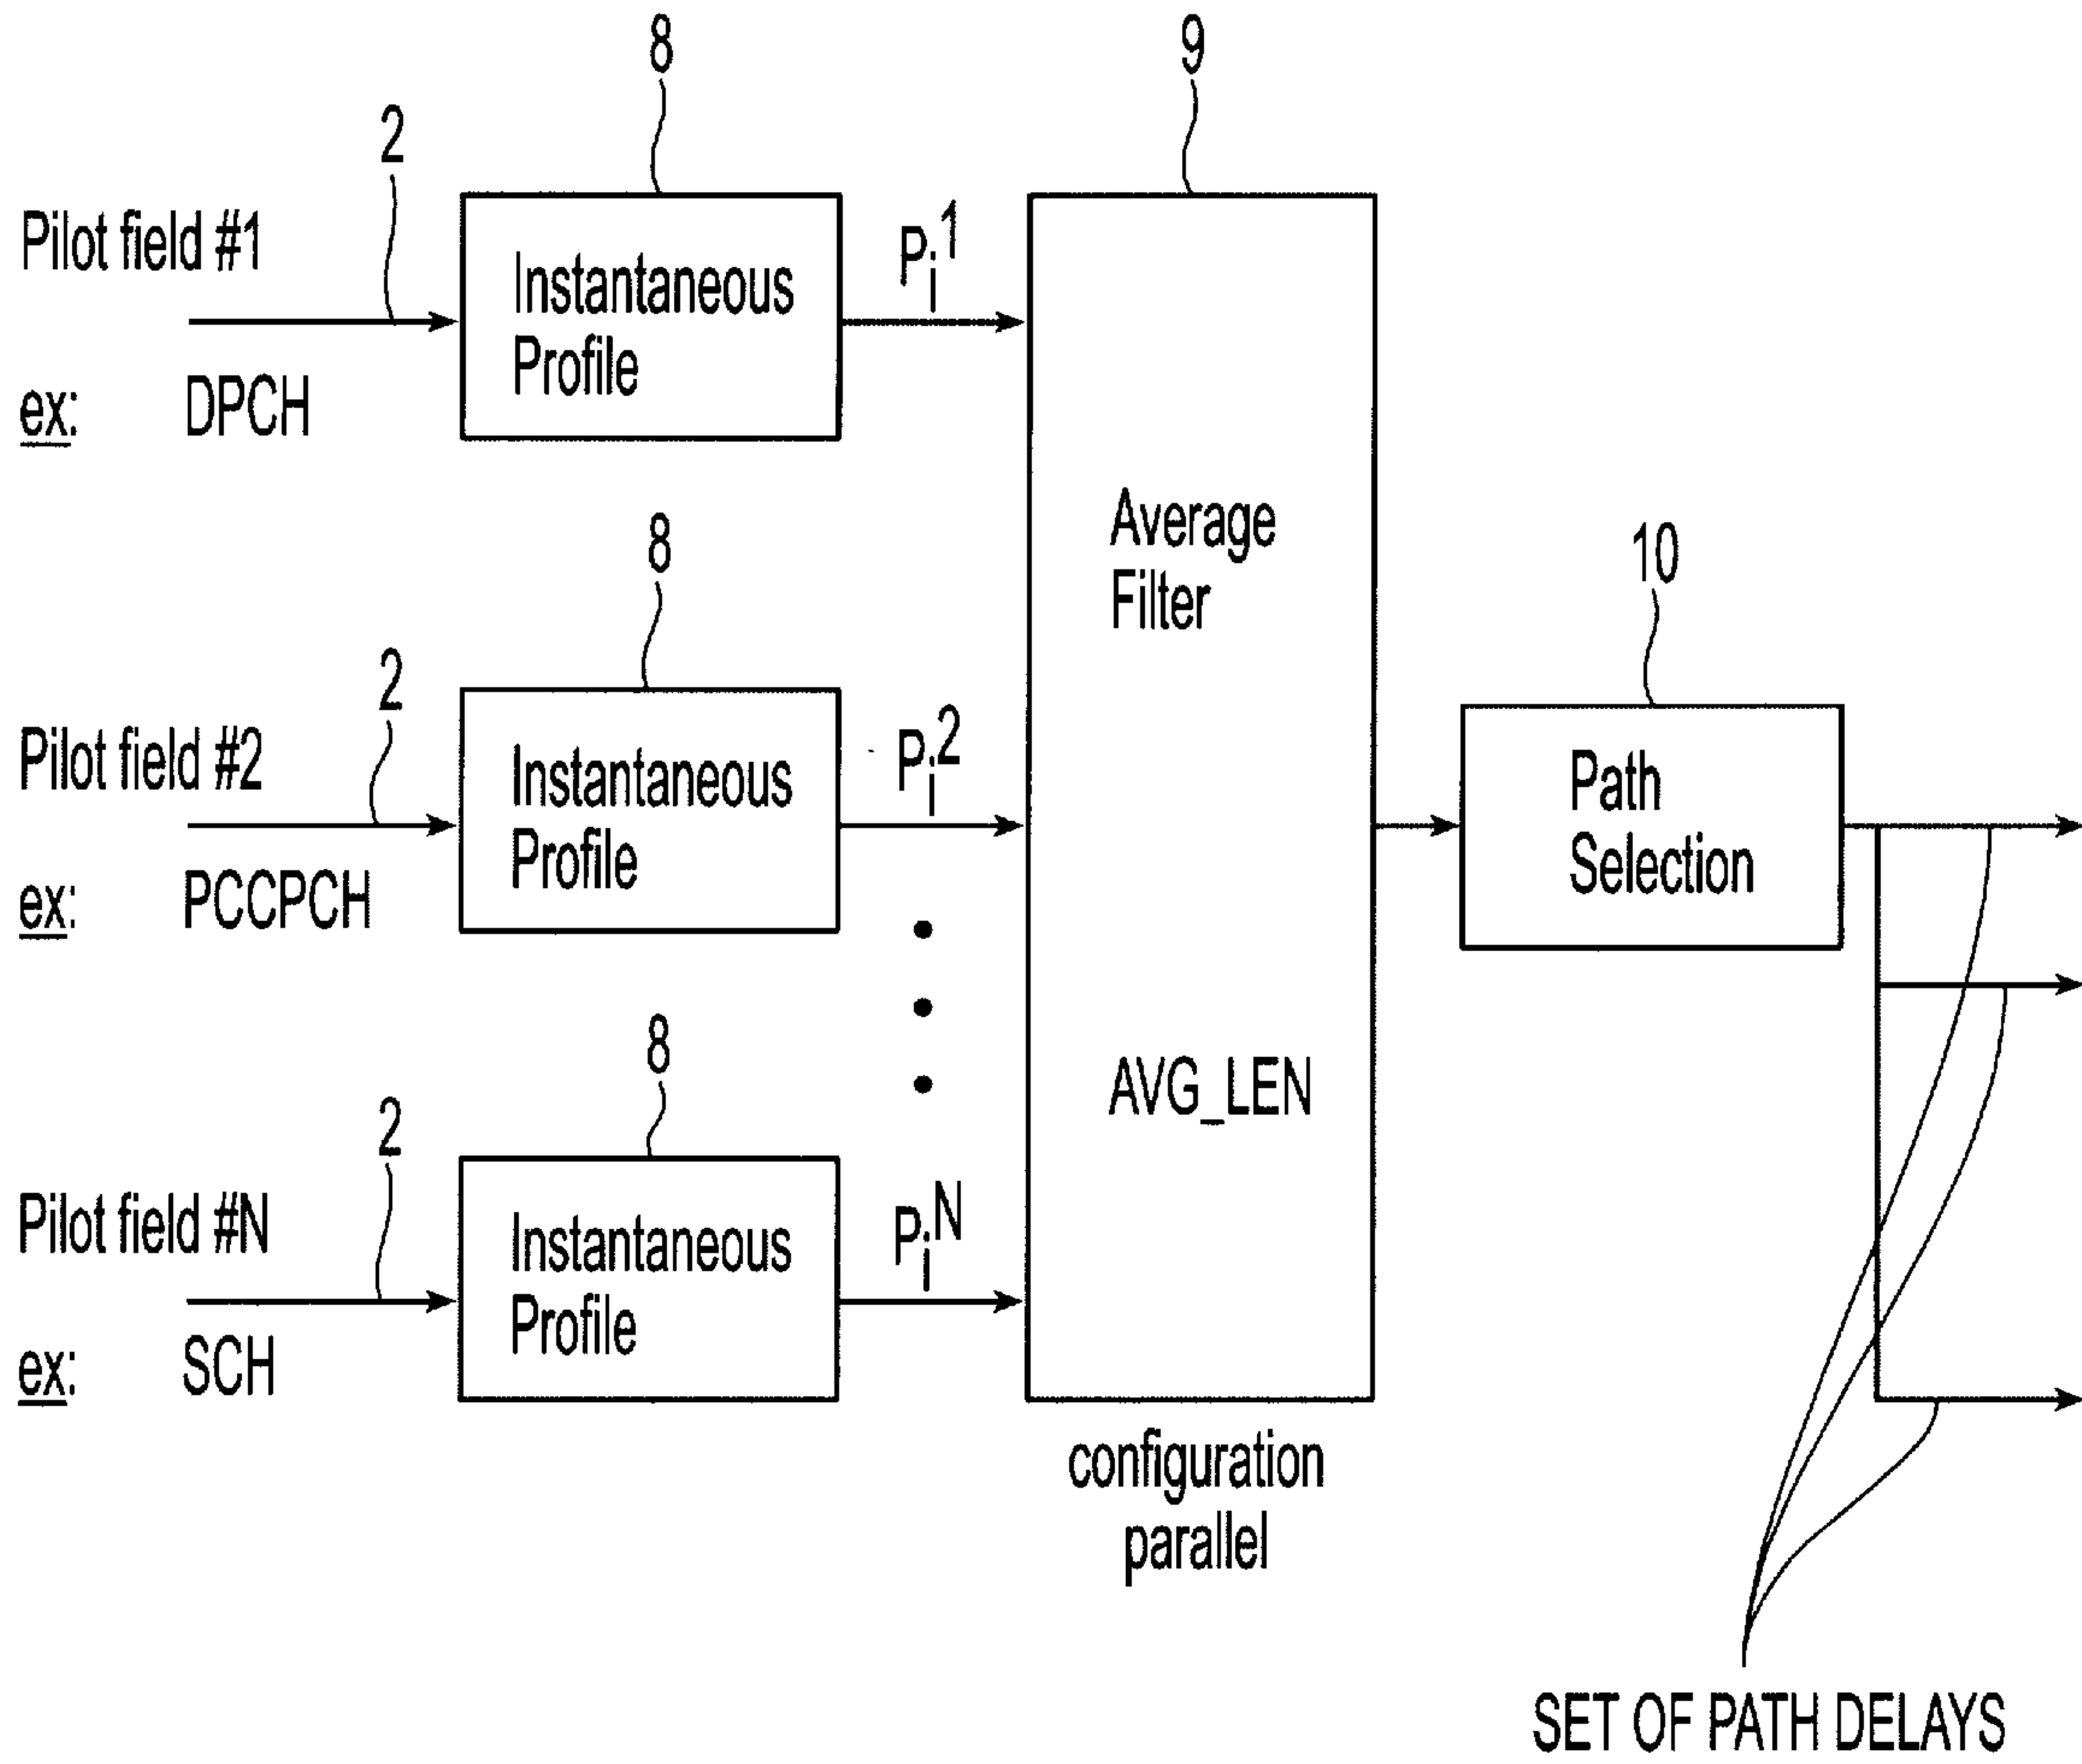 8
9
2
Pilot field #1
Instantaneous
Profile
P_i^1
ex: DPCH
Average
Filter
8
10
2
Pilot field #2
Instantaneous
Profile
P_i^2
ex: PCCPCH
Path
Selection
8
AVG_LEN
2
Pilot field #N
Instantaneous
Profile
P_i^N
ex: SCH
configuration
parallel
SET OF PATH DELAYS